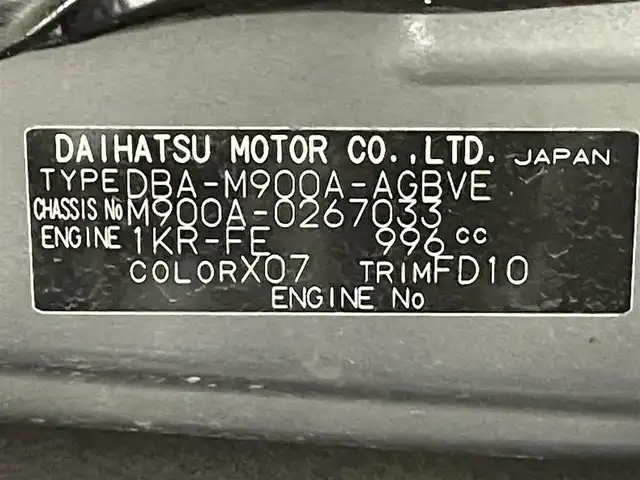 DAIHATSU MOTOR CO.,LTD. JAPAN
TYPE DBA-M900A-AGBVE
CHASSIS No M900A-0267033
ENGINE 1KR-FE 996 cc
COLOR X07 TRIM FD10
ENGINE No